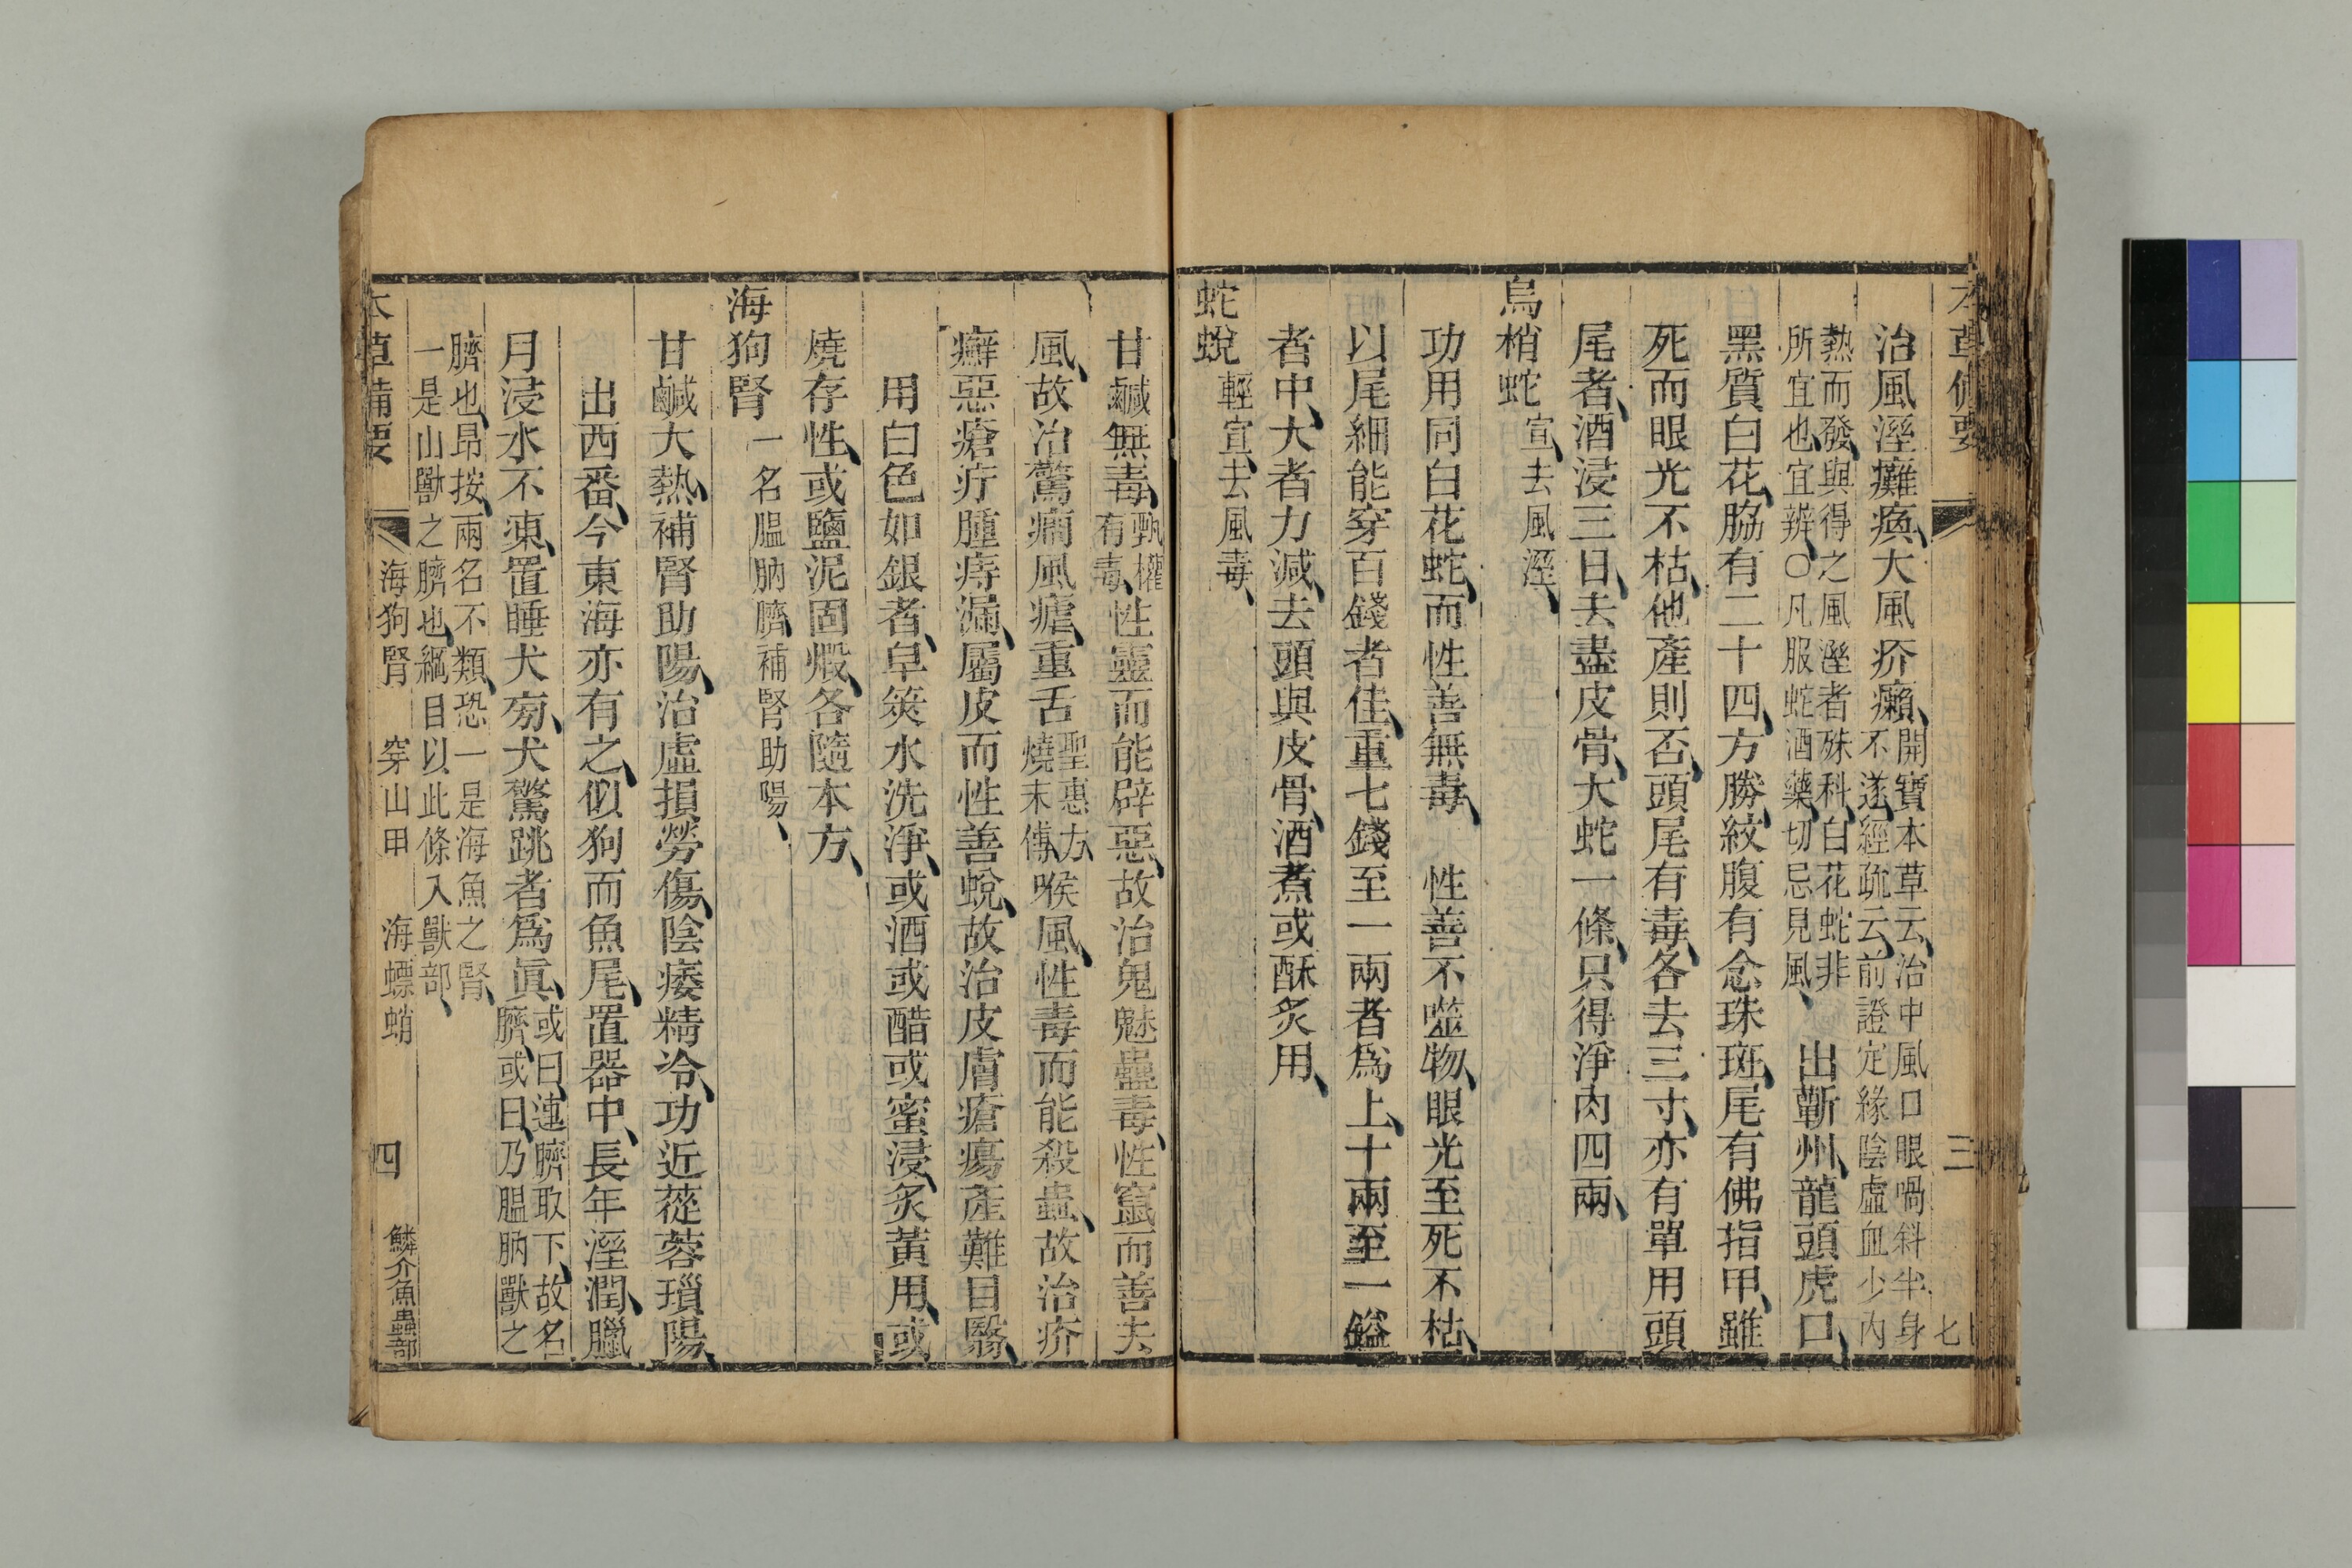 本草備要
三
治風溼癱瘓、大風疥癩、開寶本草云、治中風口眼喎斜半身
不遂、經疏云、前證定緣陰虛血少內
熱而發、與得之風溼者殊科、白花蛇非
所宜也、宜辨、○凡服蛇酒藥、切忌見風、出蘄州、龍頭虎口、
黑質白花、脇有二十四方勝、紋腹有念珠斑、尾有佛指甲、雖
死而眼光不枯、他產則否、頭尾有毒、各去三寸、亦有單用頭
尾者、酒浸三日、去盡皮骨、大蛇一條、只得淨肉四兩、
烏梢蛇宣、去風溼、
功用同白花蛇、而性善無毒、性善不噬物、眼光至死不枯、
以尾細能穿百錢者佳、重七錢至一兩者爲上、十兩至一鎰
者中、大者力減、去頭與皮骨、酒煮或酥炙用、
蛇蛻輕宣、去風毒、
甘鹹無毒、甄權
有毒、性靈而能辟惡、故治鬼魅蠱毒、性竄而善去
風、故治驚癇風瘧、重舌聖惠方
燒末傅、喉風、性毒而能殺蟲、故治疥
癬惡瘡疔腫痔漏、屬皮而性善蛻、故治皮膚瘡瘍產難目翳、
用白色如銀者、皁筴水洗淨、或酒或醋或蜜浸、炙黃用、或
燒存性、或鹽泥固煅、各隨本方、
海狗腎一名膃肭臍、補腎助陽、
甘鹹大熱、補腎助陽、治虛損勞傷、陰痿精冷、功近蓯蓉瑣陽、
出西番、今東海亦有之、似狗而魚尾、置器中、長年溼潤、臘
月浸水不凍、置睡犬旁、犬驚跳者爲眞、或曰、連臍取下、故名
臍、或曰、乃膃肭獸之
臍也、昂按、兩名不類、恐一是海魚之腎、
一是山獸之臍也、綱目以此條入獸部、
本草備要
海狗腎 穿山甲 海螵蛸
四
鱗介魚蟲部